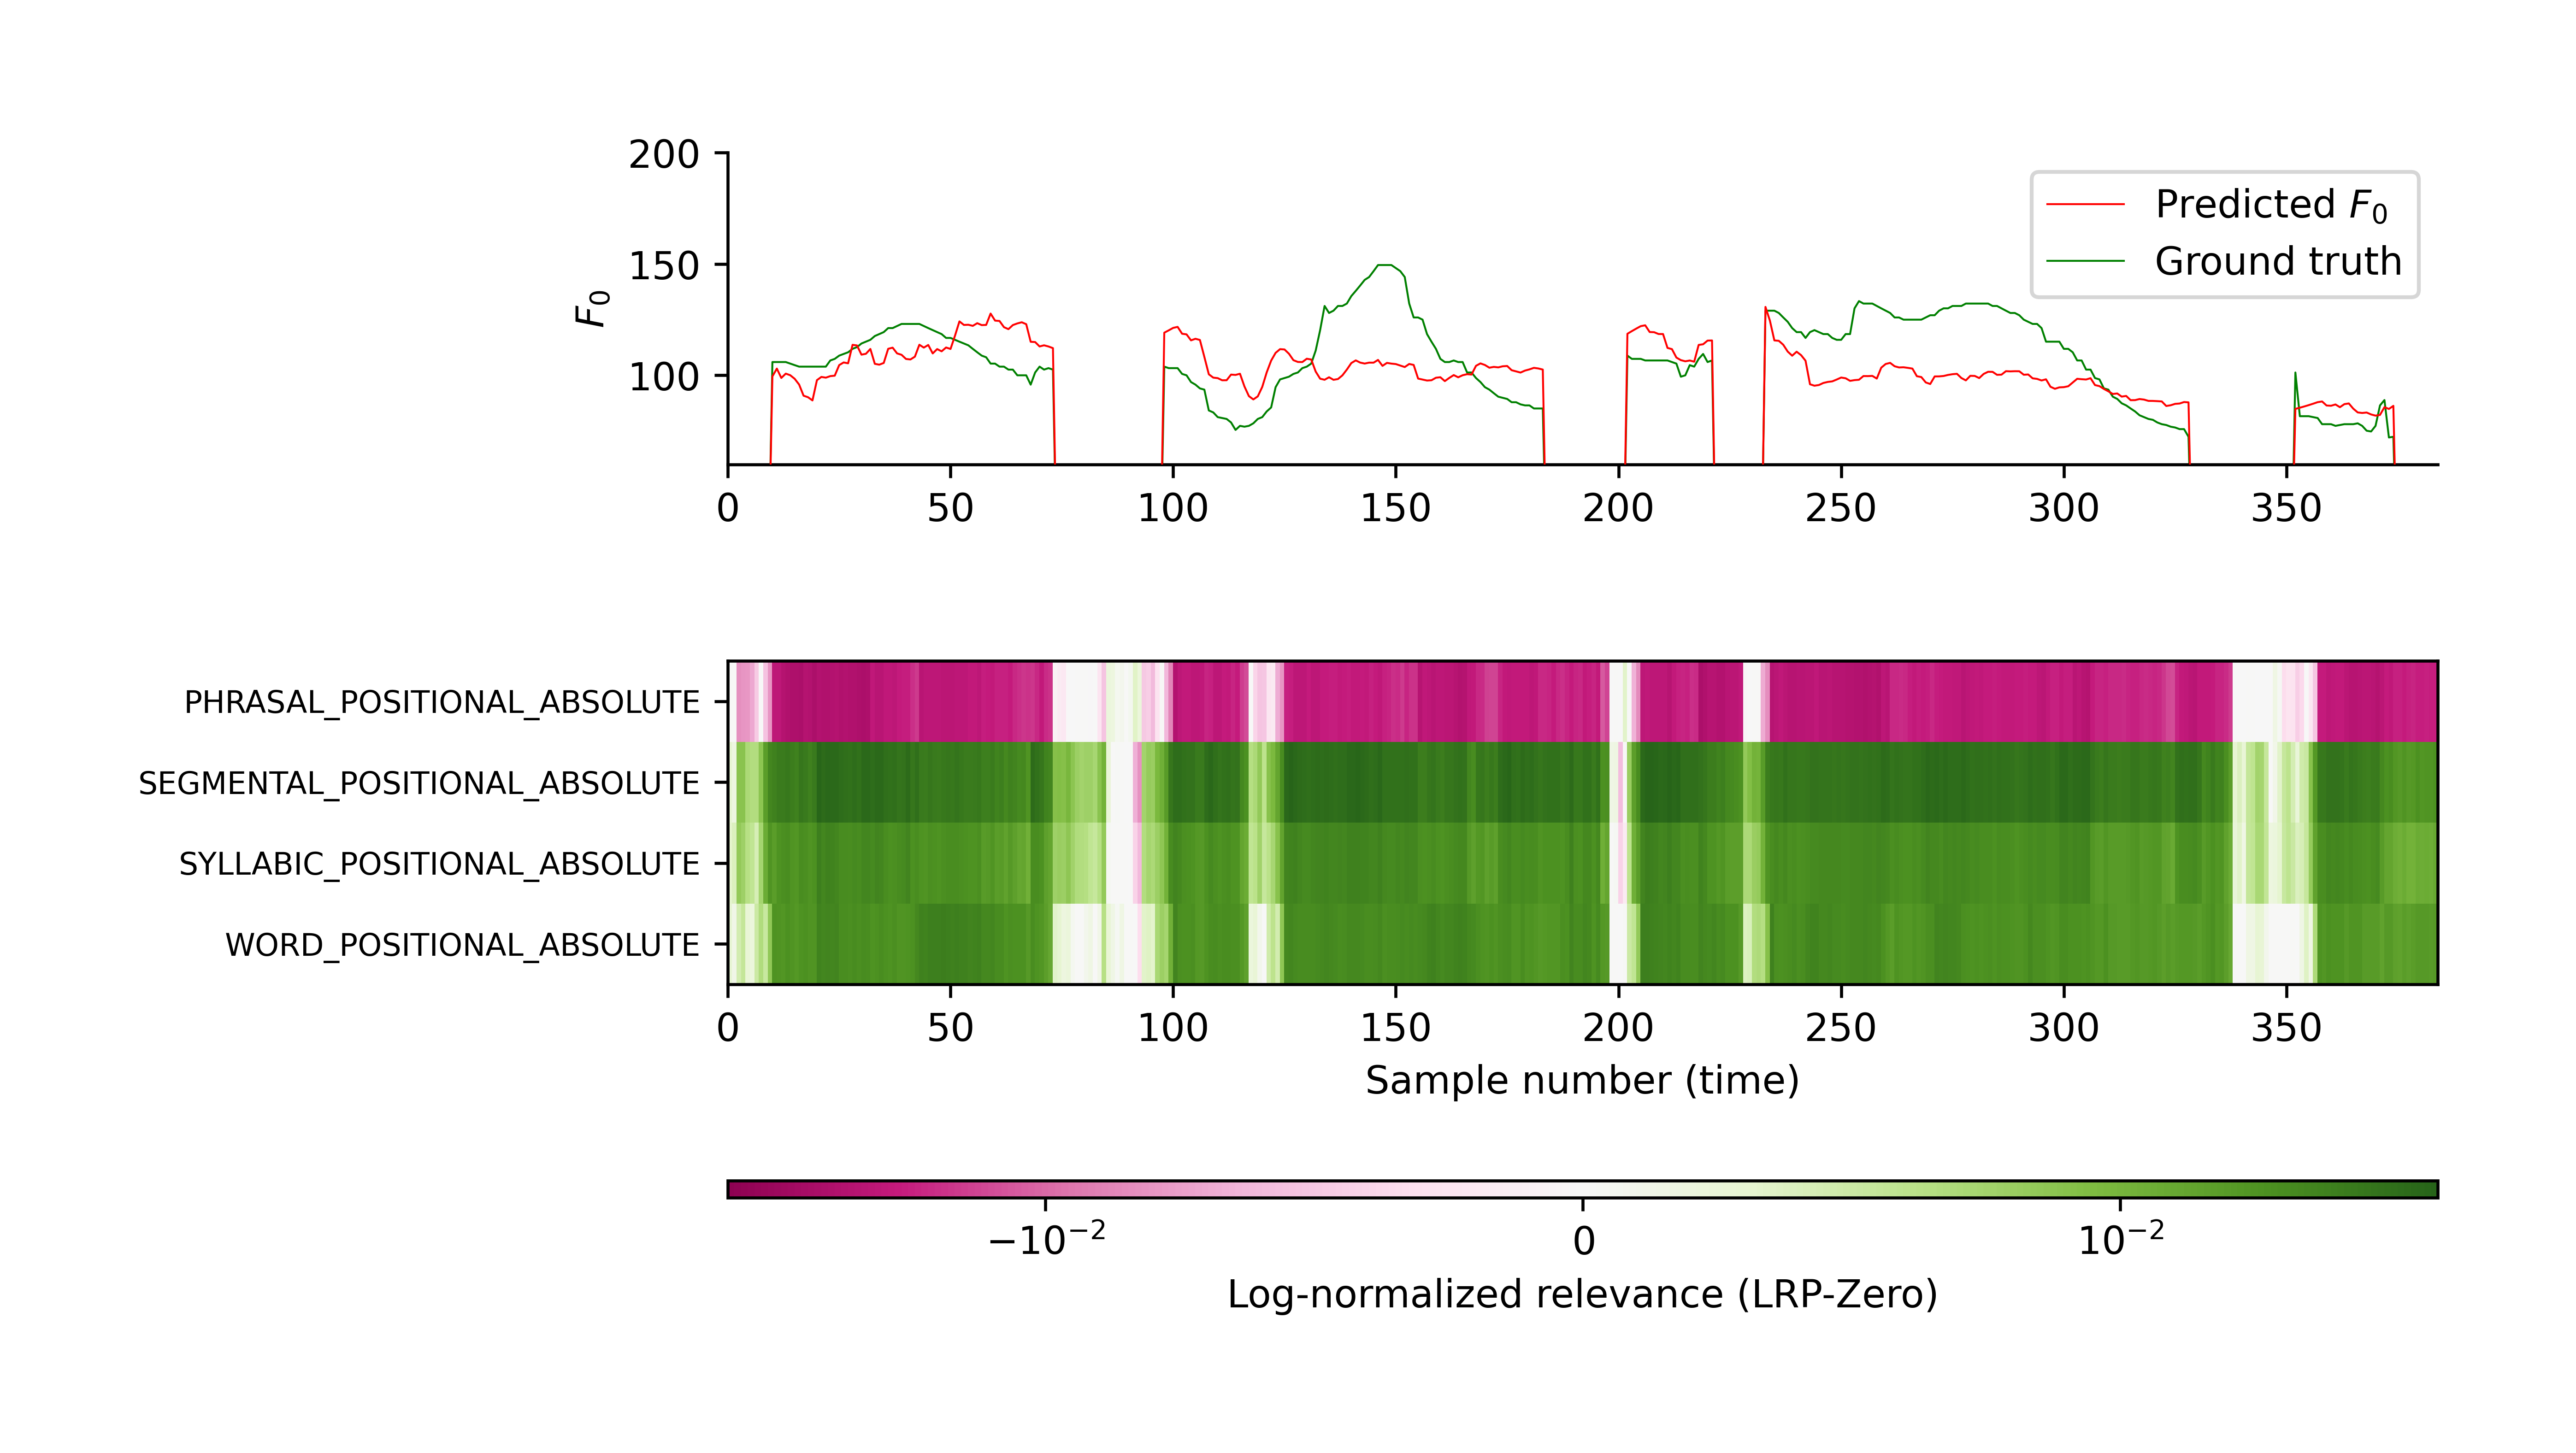 200
150
100
F₀
Predicted F₀
Ground truth
0 50 100 150 200 250 300 350
PHRASAL_POSITIONAL_ABSOLUTE
SEGMENTAL_POSITIONAL_ABSOLUTE
SYLLABIC_POSITIONAL_ABSOLUTE
WORD_POSITIONAL_ABSOLUTE
0 50 100 150 200 250 300 350
Sample number (time)
−10⁻² 0 10⁻²
Log-normalized relevance (LRP-Zero)